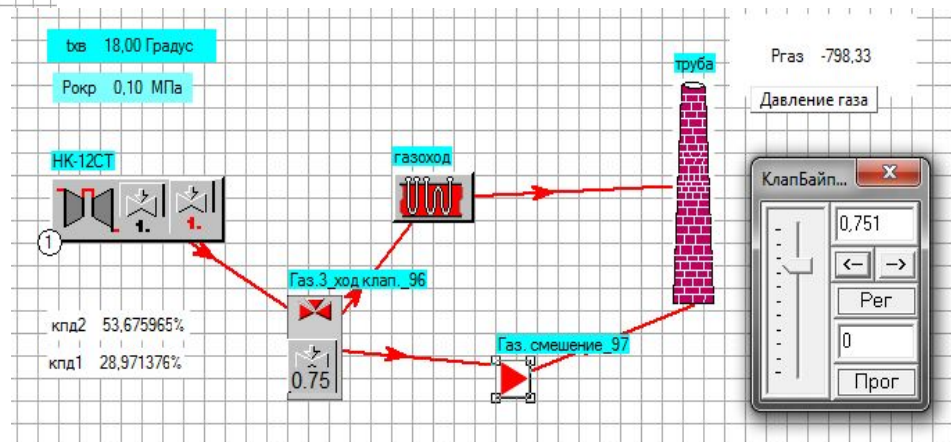 tхв 18,00 Градус
Pокр 0,10 МПа
труба
Pгаз -798,33
Давление газа
НК-12СТ
газоход
КлапБайп...
X
1. 1.
1
0,751
<- ->
Рег
Газ.3_ход клап._96
кпд2 53,675965%
Газ. смешение_97
0
кпд1 28,971376%
0.75
Прог